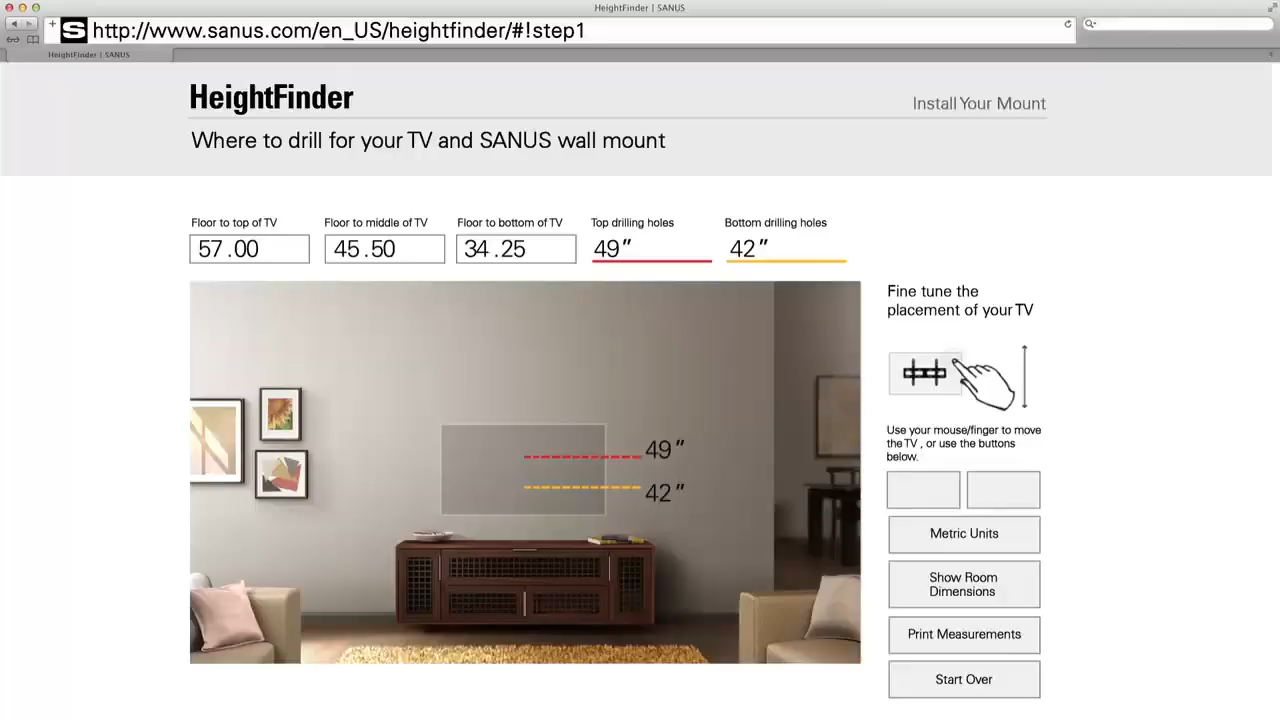 HeightFinder | SANUS
S http://www.sanus.com/en_US/heightfinder/#!step1
HeightFinder | SANUS
HeightFinder
Install Your Mount
Where to drill for your TV and SANUS wall mount
Floor to top of TV
57.00
Floor to middle of TV
45.50
Floor to bottom of TV
34.25
Top drilling holes
49"
Bottom drilling holes
42"
49"
42"
Fine tune the
placement of your TV
Use your mouse/finger to move
the TV , or use the buttons
below.
Metric Units
Show Room
Dimensions
Print Measurements
Start Over